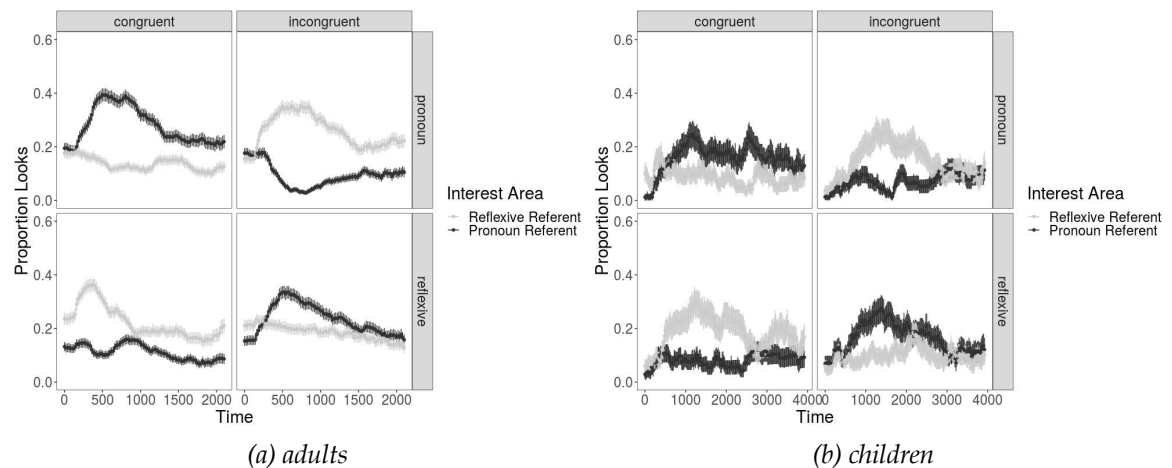 congruent incongruent
0.6
0.4
0.2
0.0
pronoun
0.6
0.4
0.2
0.0
reflexive
Proportion Looks
Proportion Looks
0 500 1000 1500 2000 0 500 1000 1500 2000
Time
Interest Area
Reflexive Referent
Pronoun Referent
(a) adults
congruent incongruent
0.6
0.4
0.2
0.0
pronoun
0.6
0.4
0.2
0.0
reflexive
Proportion Looks
Proportion Looks
0 1000 2000 3000 4000 0 1000 2000 3000 4000
Time
Interest Area
Reflexive Referent
Pronoun Referent
(b) children